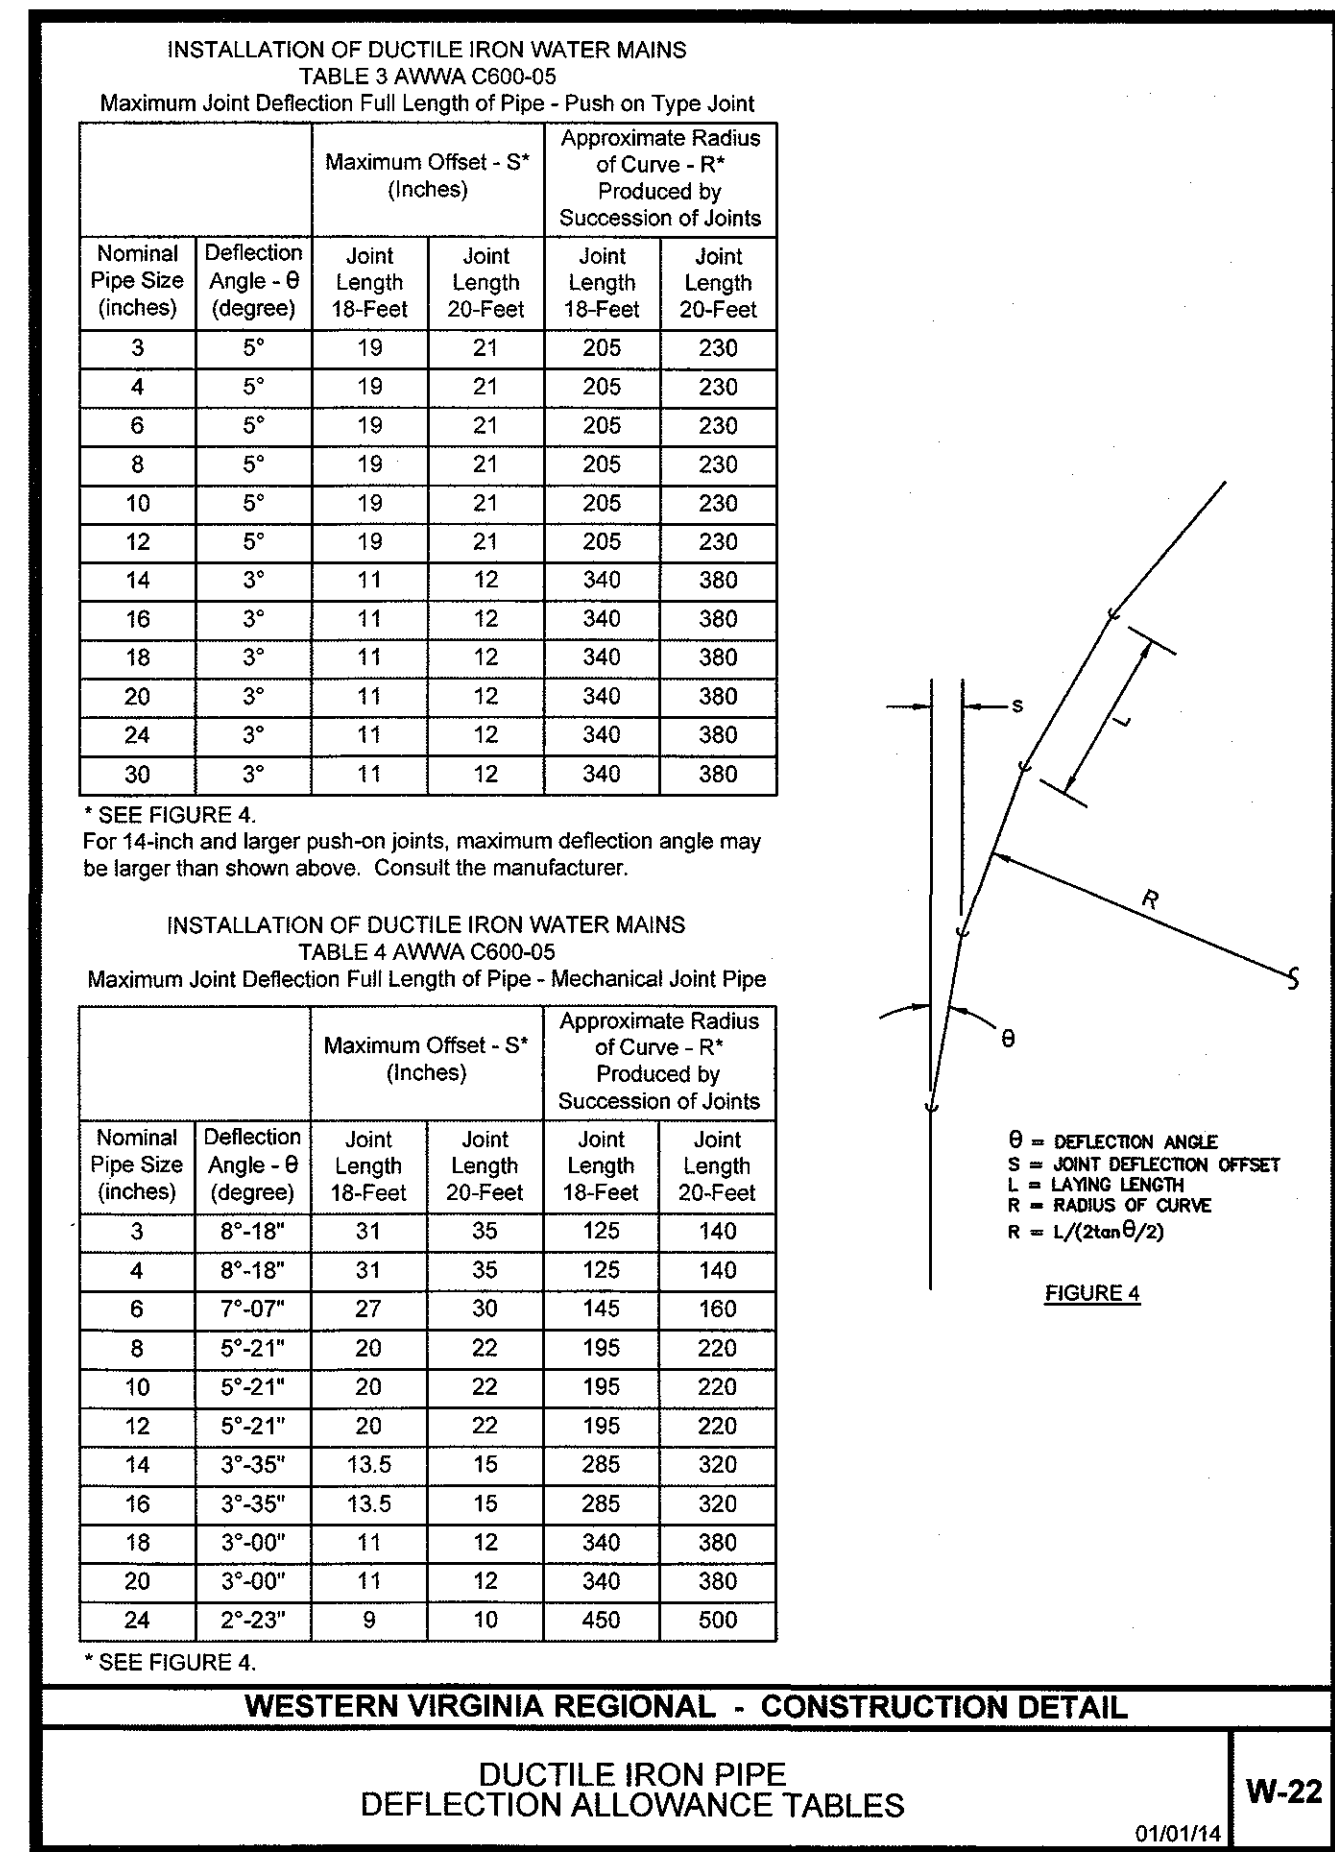 INSTALLATION OF DUCTILE IRON WATER MAINS
TABLE 3 AWWA C600-05
Maximum Joint Deflection Full Length of Pipe - Push on Type Joint
Maximum Offset - S*
(Inches)
Approximate Radius
of Curve - R*
Produced by
Succession of Joints
Nominal
Pipe Size
(inches)
Deflection
Angle - θ
(degree)
Joint
Length
18-Feet
Joint
Length
20-Feet
Joint
Length
18-Feet
Joint
Length
20-Feet
3 5° 19 21 205 230
4 5° 19 21 205 230
6 5° 19 21 205 230
8 5° 19 21 205 230
10 5° 19 21 205 230
12 5° 19 21 205 230
14 3° 11 12 340 380
16 3° 11 12 340 380
18 3° 11 12 340 380
20 3° 11 12 340 380
24 3° 11 12 340 380
30 3° 11 12 340 380
* SEE FIGURE 4.
For 14-inch and larger push-on joints, maximum deflection angle may
be larger than shown above. Consult the manufacturer.
INSTALLATION OF DUCTILE IRON WATER MAINS
TABLE 4 AWWA C600-05
Maximum Joint Deflection Full Length of Pipe - Mechanical Joint Pipe
Maximum Offset - S*
(Inches)
Approximate Radius
of Curve - R*
Produced by
Succession of Joints
Nominal
Pipe Size
(inches)
Deflection
Angle - θ
(degree)
Joint
Length
18-Feet
Joint
Length
20-Feet
Joint
Length
18-Feet
Joint
Length
20-Feet
3 8°-18" 31 35 125 140
4 8°-18" 31 35 125 140
6 7°-07" 27 30 145 160
8 5°-21" 20 22 195 220
10 5°-21" 20 22 195 220
12 5°-21" 20 22 195 220
14 3°-35" 13.5 15 285 320
16 3°-35" 13.5 15 285 320
18 3°-00" 11 12 340 380
20 3°-00" 11 12 340 380
24 2°-23" 9 10 450 500
* SEE FIGURE 4.
S
L
R
θ
θ = DEFLECTION ANGLE
S = JOINT DEFLECTION OFFSET
L = LAYING LENGTH
R = RADIUS OF CURVE
R = L/(2tanθ/2)
FIGURE 4
WESTERN VIRGINIA REGIONAL - CONSTRUCTION DETAIL
DUCTILE IRON PIPE
DEFLECTION ALLOWANCE TABLES
01/01/14
W-22